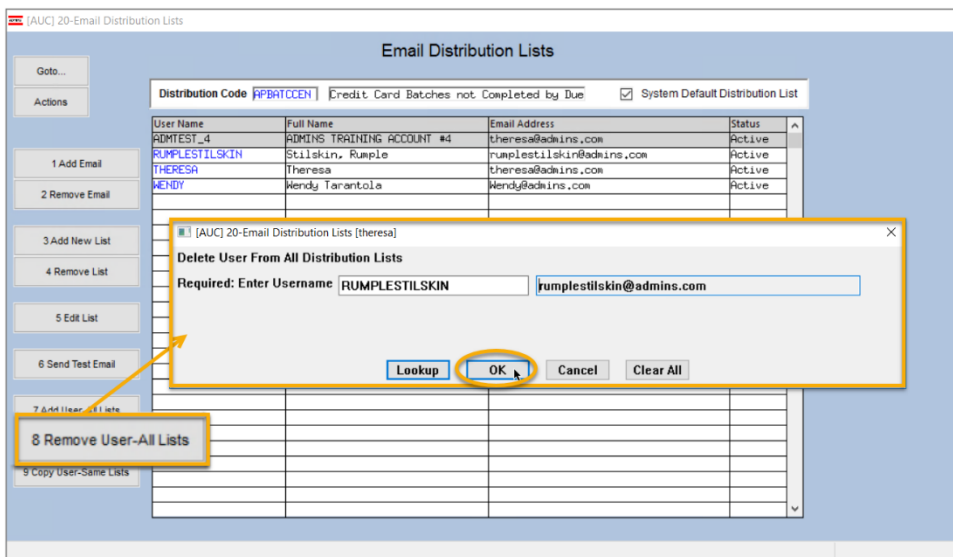 [AUC] 20-Email Distribution Lists
Email Distribution Lists
Goto...
Actions
Distribution Code APBATCCEN Credit Card Batches not Completed by Due System Default Distribution List
User Name Full Name Email Address Status
ADMTEST_4 ADMINS TRAINING ACCOUNT #4 theresa@admins.com Active
RUMPLESTILSKIN Stilskin, Rumple rumplestilskin@admins.com Active
THERESA Theresa theresa@admins.com Active
WENDY Wendy Tarantola Wendy@admins.com Active
1 Add Email
2 Remove Email
3 Add New List
4 Remove List
5 Edit List
6 Send Test Email
7 Add User-All Lists
8 Remove User-All Lists
9 Copy User-Same Lists
[AUC] 20-Email Distribution Lists [theresa]
Delete User From All Distribution Lists
Required: Enter Username RUMPLESTILSKIN rumplestilskin@admins.com
Lookup OK Cancel Clear All